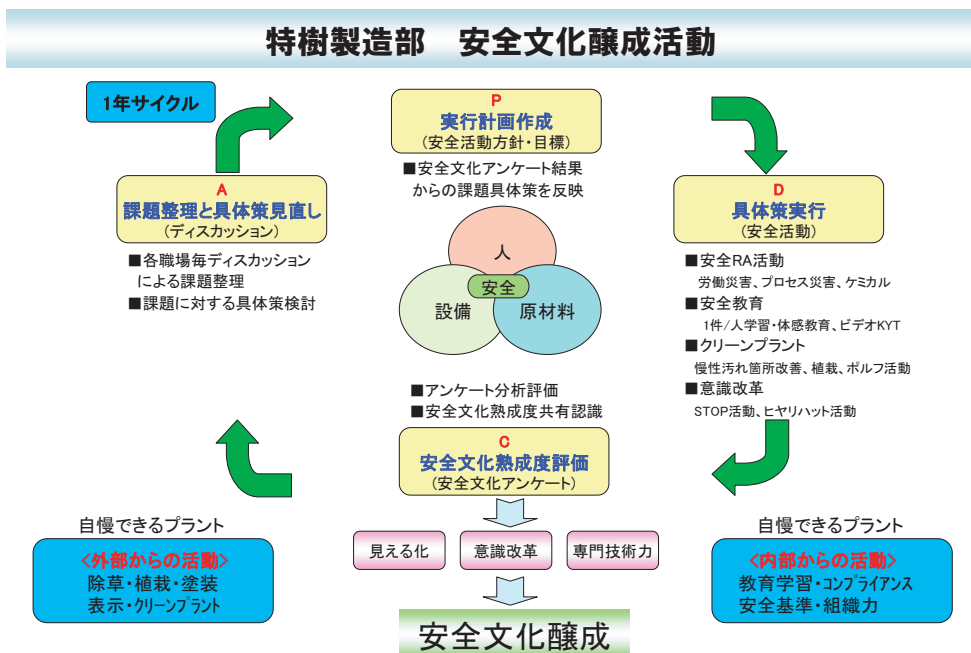 特樹製造部 安全文化醸成活動
1年サイクル
P
実行計画作成
(安全活動方針・目標)
■安全文化アンケート結果
からの課題具体策を反映
A
課題整理と具体策見直し
(ディスカッション)
■各職場毎ディスカッション
による課題整理
■課題に対する具体策検討
人
安全
設備
原材料
D
具体策実行
(安全活動)
■安全RA活動
労働災害、プロセス災害、ケミカル
■安全教育
1件/人学習・体感教育、ビデオKYT
■クリーンプラント
慢性汚れ箇所改善、植栽、ボルフ活動
■意識改革
STOP活動、ヒヤリハット活動
■アンケート分析評価
■安全文化熟成度共有認識
C
安全文化熟成度評価
(安全文化アンケート)
見える化
意識改革
専門技術力
安全文化醸成
自慢できるプラント
<外部からの活動>
除草・植栽・塗装
表示・クリーンプラント
自慢できるプラント
<内部からの活動>
教育学習・コンプライアンス
安全基準・組織力